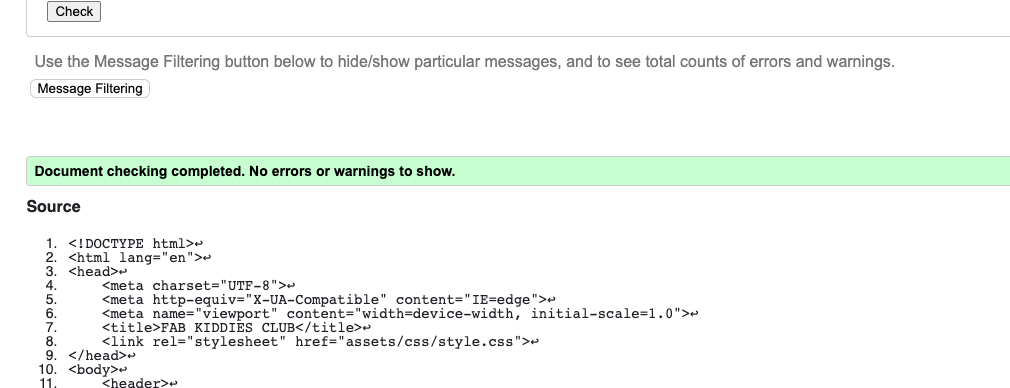 Check
Use the Message Filtering button below to hide/show particular messages, and to see total counts of errors and warnings.
Message Filtering
Document checking completed. No errors or warnings to show.
Source
1. <!DOCTYPE html>↩
2. <html lang="en">↩
3. <head>↩
4.     <meta charset="UTF-8">↩
5.     <meta http-equiv="X-UA-Compatible" content="IE=edge">↩
6.     <meta name="viewport" content="width=device-width, initial-scale=1.0">↩
7.     <title>FAB KIDDIES CLUB</title>↩
8.     <link rel="stylesheet" href="assets/css/style.css">↩
9. </head>↩
10. <body>↩
11.     <header>↩